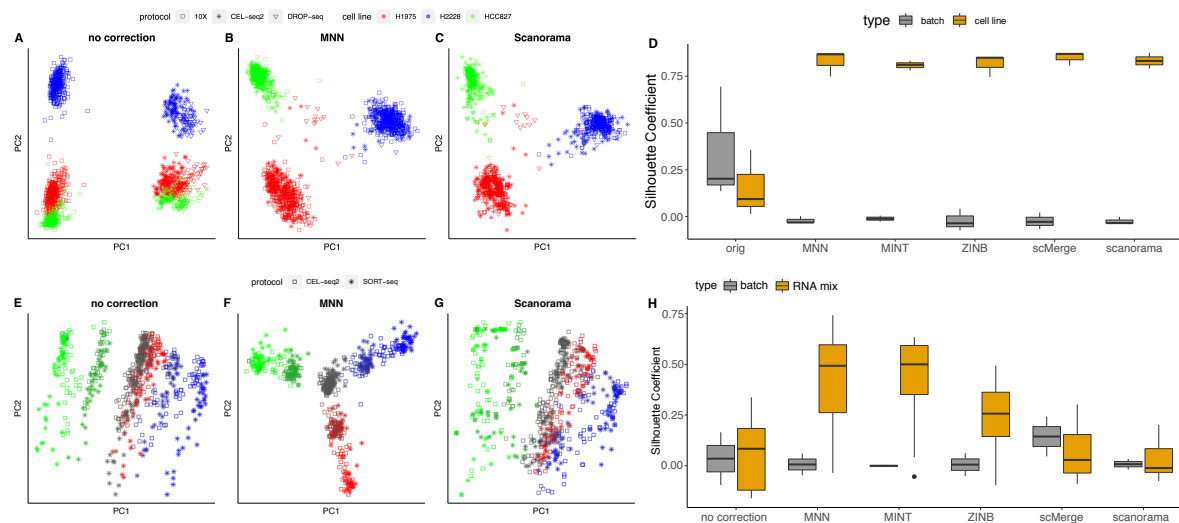 protocol 10X CEL-seq2 DROP-seq cell line H1975 H2228 HCC827
A no correction
PC2
PC1
B MNN
PC2
PC1
C Scanorama
PC2
PC1
type batch cell line
D
Silhouette Coefficient
0.75
0.50
0.25
0.00
orig MNN MINT ZINB scMerge scanorama
protocol CEL-seq2 SORT-seq
E no correction
PC2
PC1
F MNN
PC2
PC1
G Scanorama
PC2
PC1
type batch RNA mix
H
Silhouette Coefficient
0.75
0.50
0.25
0.00
no correction MNN MINT ZINB scMerge scanorama